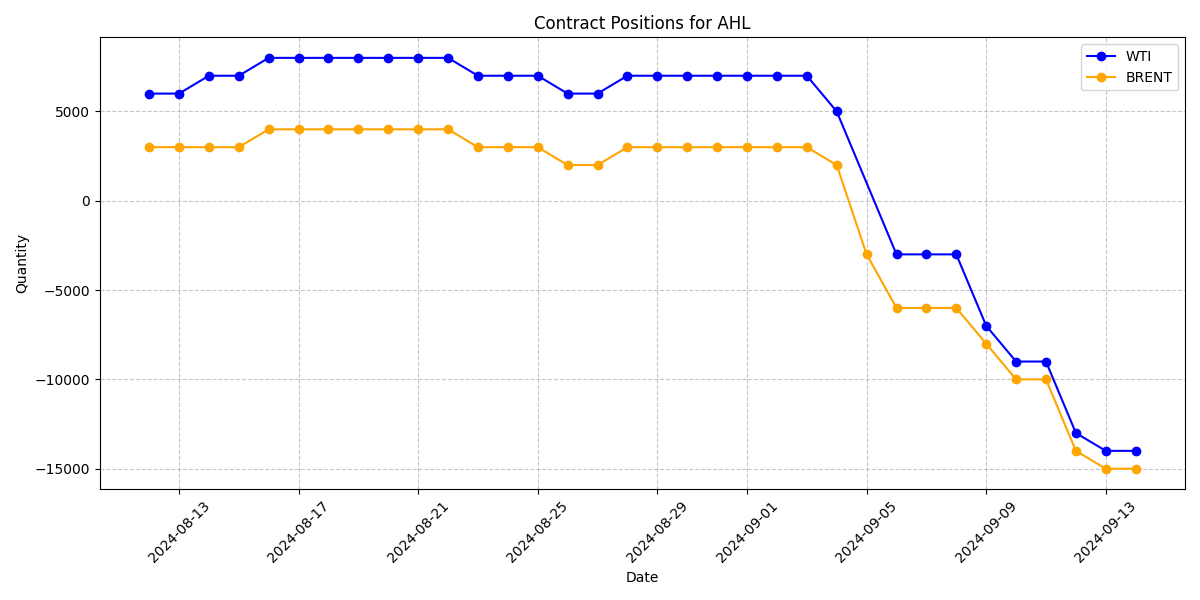 Contract Positions for AHL
WTI
BRENT
Quantity
5000
0
−5000
−10000
−15000
2024-08-13
2024-08-17
2024-08-21
2024-08-25
2024-08-29
2024-09-01
2024-09-05
2024-09-09
2024-09-13
Date